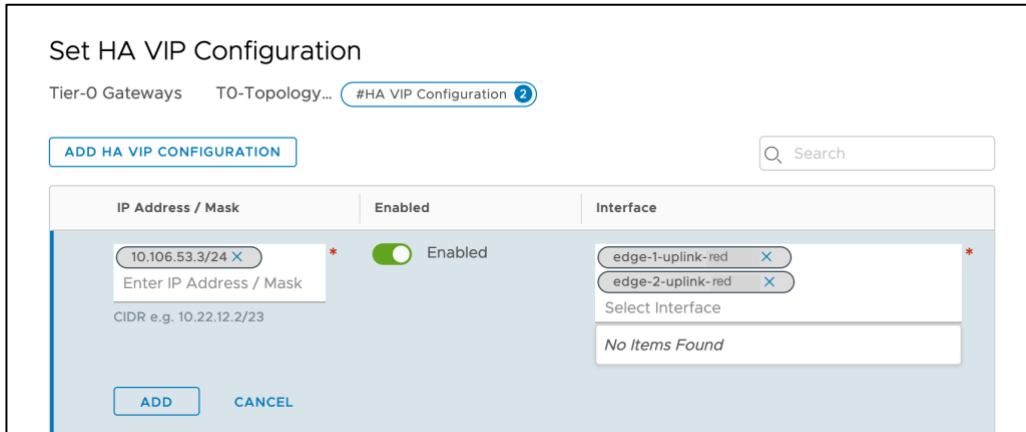 Set HA VIP Configuration
Tier-0 Gateways T0-Topology... #HA VIP Configuration 2
ADD HA VIP CONFIGURATION Search
IP Address / Mask Enabled Interface
10.106.53.3/24 × * Enabled edge-1-uplink-red × *
edge-2-uplink-red ×
Enter IP Address / Mask
Select Interface
CIDR e.g. 10.22.12.2/23
No Items Found
ADD CANCEL